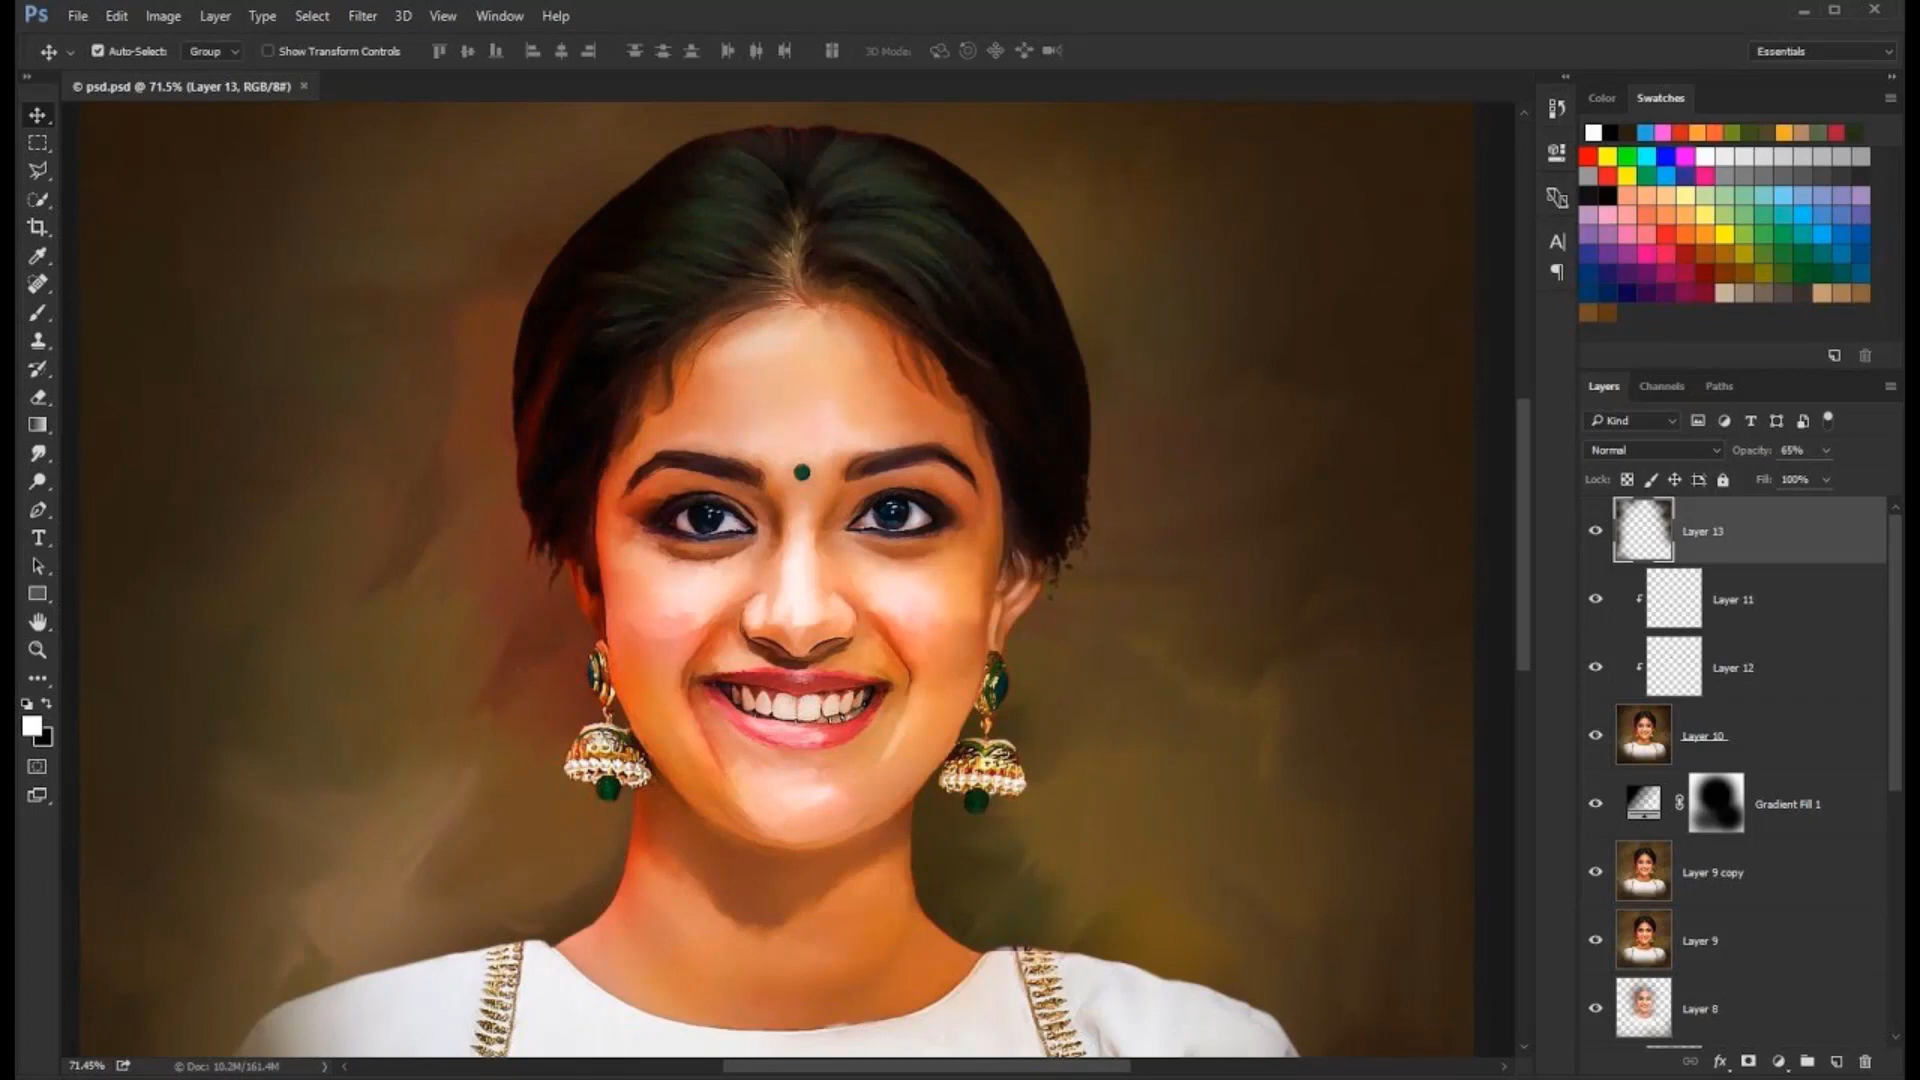 Ps File Edit Image Layer Type Select Filter 3D View Window Help
Auto-Select: Group Show Transform Controls 3D Mode: Essentials
© psd.psd @ 71.5% (Layer 13, RGB/8#) ×
Color Swatches
Layers Channels Paths
Kind
Normal Opacity: 65%
Lock: Fill: 100%
Layer 13
Layer 11
Layer 12
Layer 10
Gradient Fill 1
Layer 9 copy
Layer 9
Layer 8
71.45% © Doc: 10.2M/161.4M